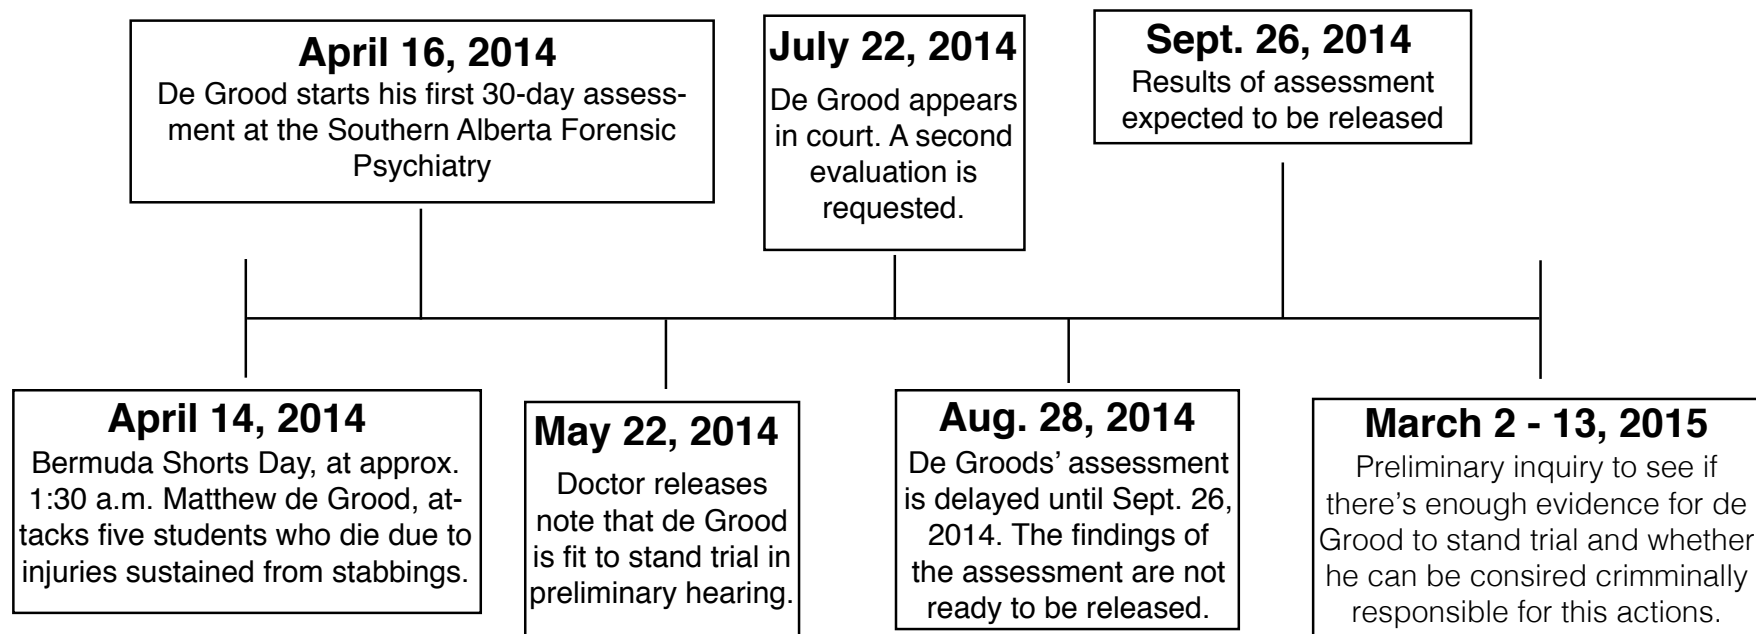 April 16, 2014
De Grood starts his first 30-day assess-
ment at the Southern Alberta Forensic
Psychiatry
July 22, 2014
De Grood appears
in court. A second
evaluation is
requested.
Sept. 26, 2014
Results of assessment
expected to be released
April 14, 2014
Bermuda Shorts Day, at approx.
1:30 a.m. Matthew de Grood, at-
tacks five students who die due to
injuries sustained from stabbings.
May 22, 2014
Doctor releases
note that de Grood
is fit to stand trial in
preliminary hearing.
Aug. 28, 2014
De Groods’ assessment
is delayed until Sept. 26,
2014. The findings of
the assessment are not
ready to be released.
March 2 - 13, 2015
Preliminary inquiry to see if
there’s enough evidence for de
Grood to stand trial and whether
he can be consired crimminally
responsible for this actions.